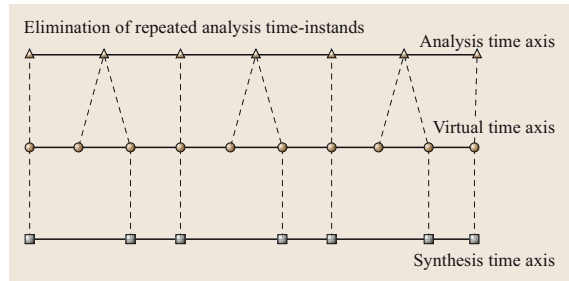 Elimination of repeated analysis time-instands
Analysis time axis
Virtual time axis
Synthesis time axis